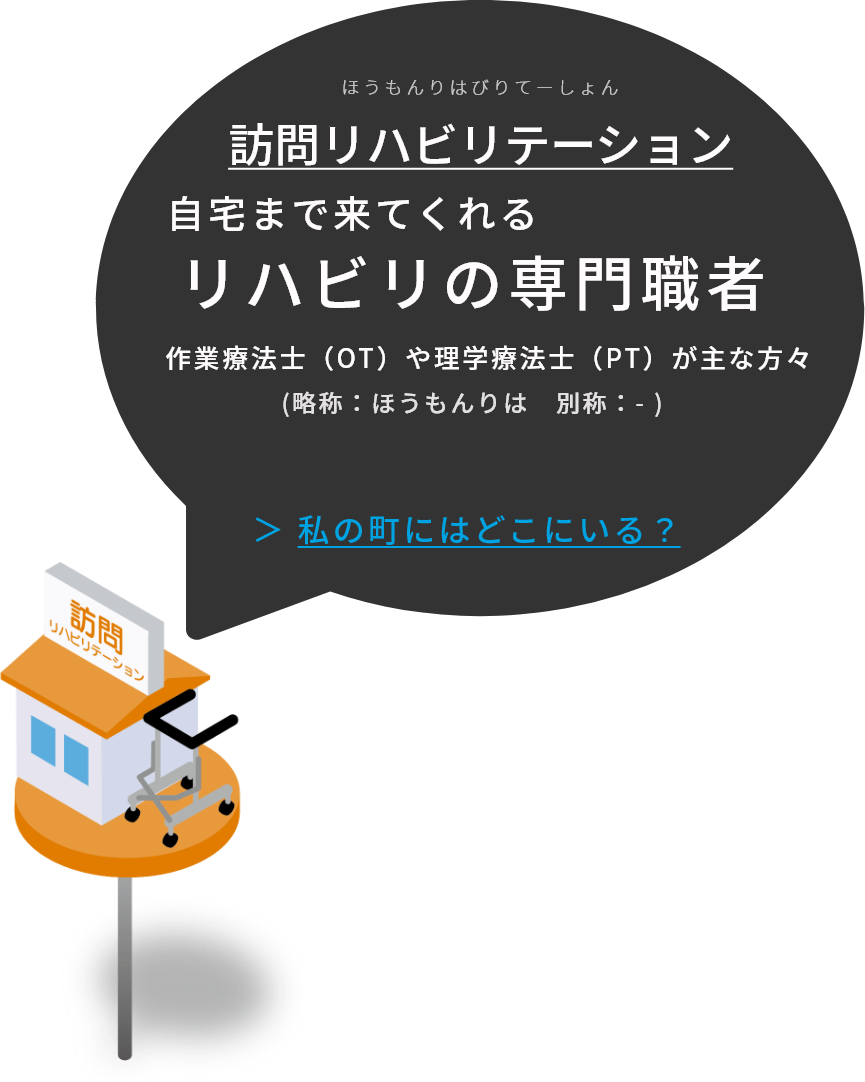 ほうもんりはびりてーしょん
訪問リハビリテーション
自宅まで来てくれる
リハビリの専門職者
作業療法士（OT）や理学療法士（PT）が主な方々
(略称：ほうもんりは　別称：- )
＞ 私の町にはどこにいる？
訪問
リハビリテーション